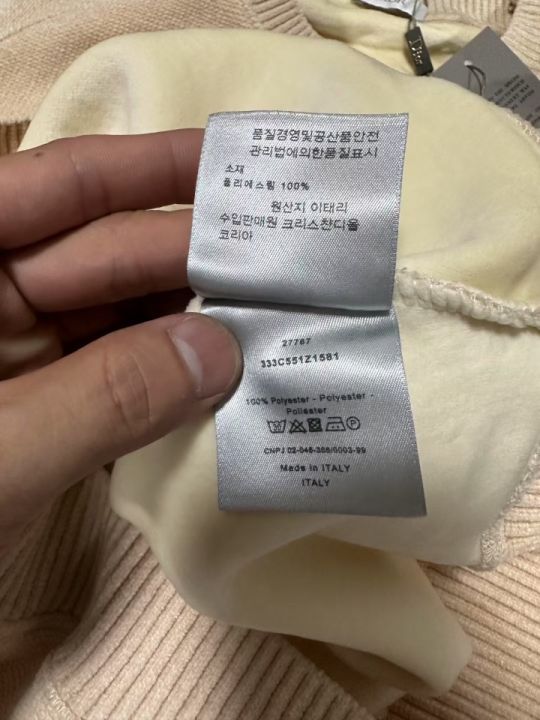 Dior
품질경영및공산품안전
관리법에의한품질표시
소재
폴리에스텔 100%
원산지 이태리
수입판매원 크리스챤디올
코리아
27767
333C551Z1581
100% Polyester - Polyester -
Poliester
CNPJ 02-046-366/0003-99
Made in ITALY
ITALY